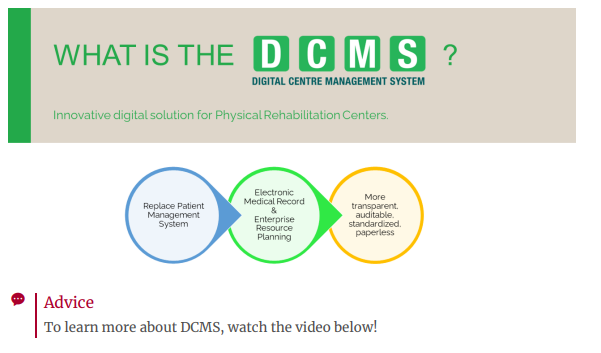 WHAT IS THE DCMS ?
DIGITAL CENTRE MANAGEMENT SYSTEM
Innovative digital solution for Physical Rehabilitation Centers.
Replace Patient
Management
System
Electronic
Medical Record
&
Enterprise
Resource
Planning
More
transparent,
auditable,
standardized,
paperless
Advice
To learn more about DCMS, watch the video below!